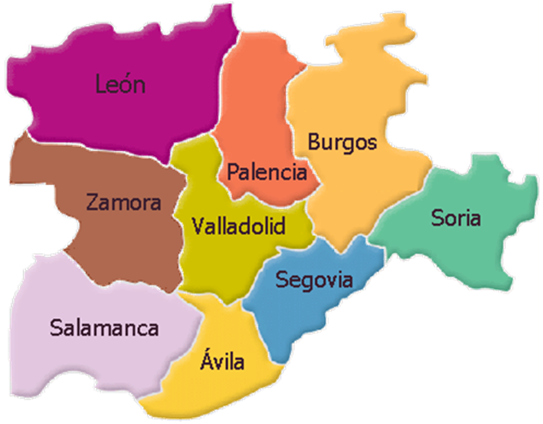 León
Burgos
Palencia
Zamora
Valladolid
Soria
Segovia
Salamanca
Ávila